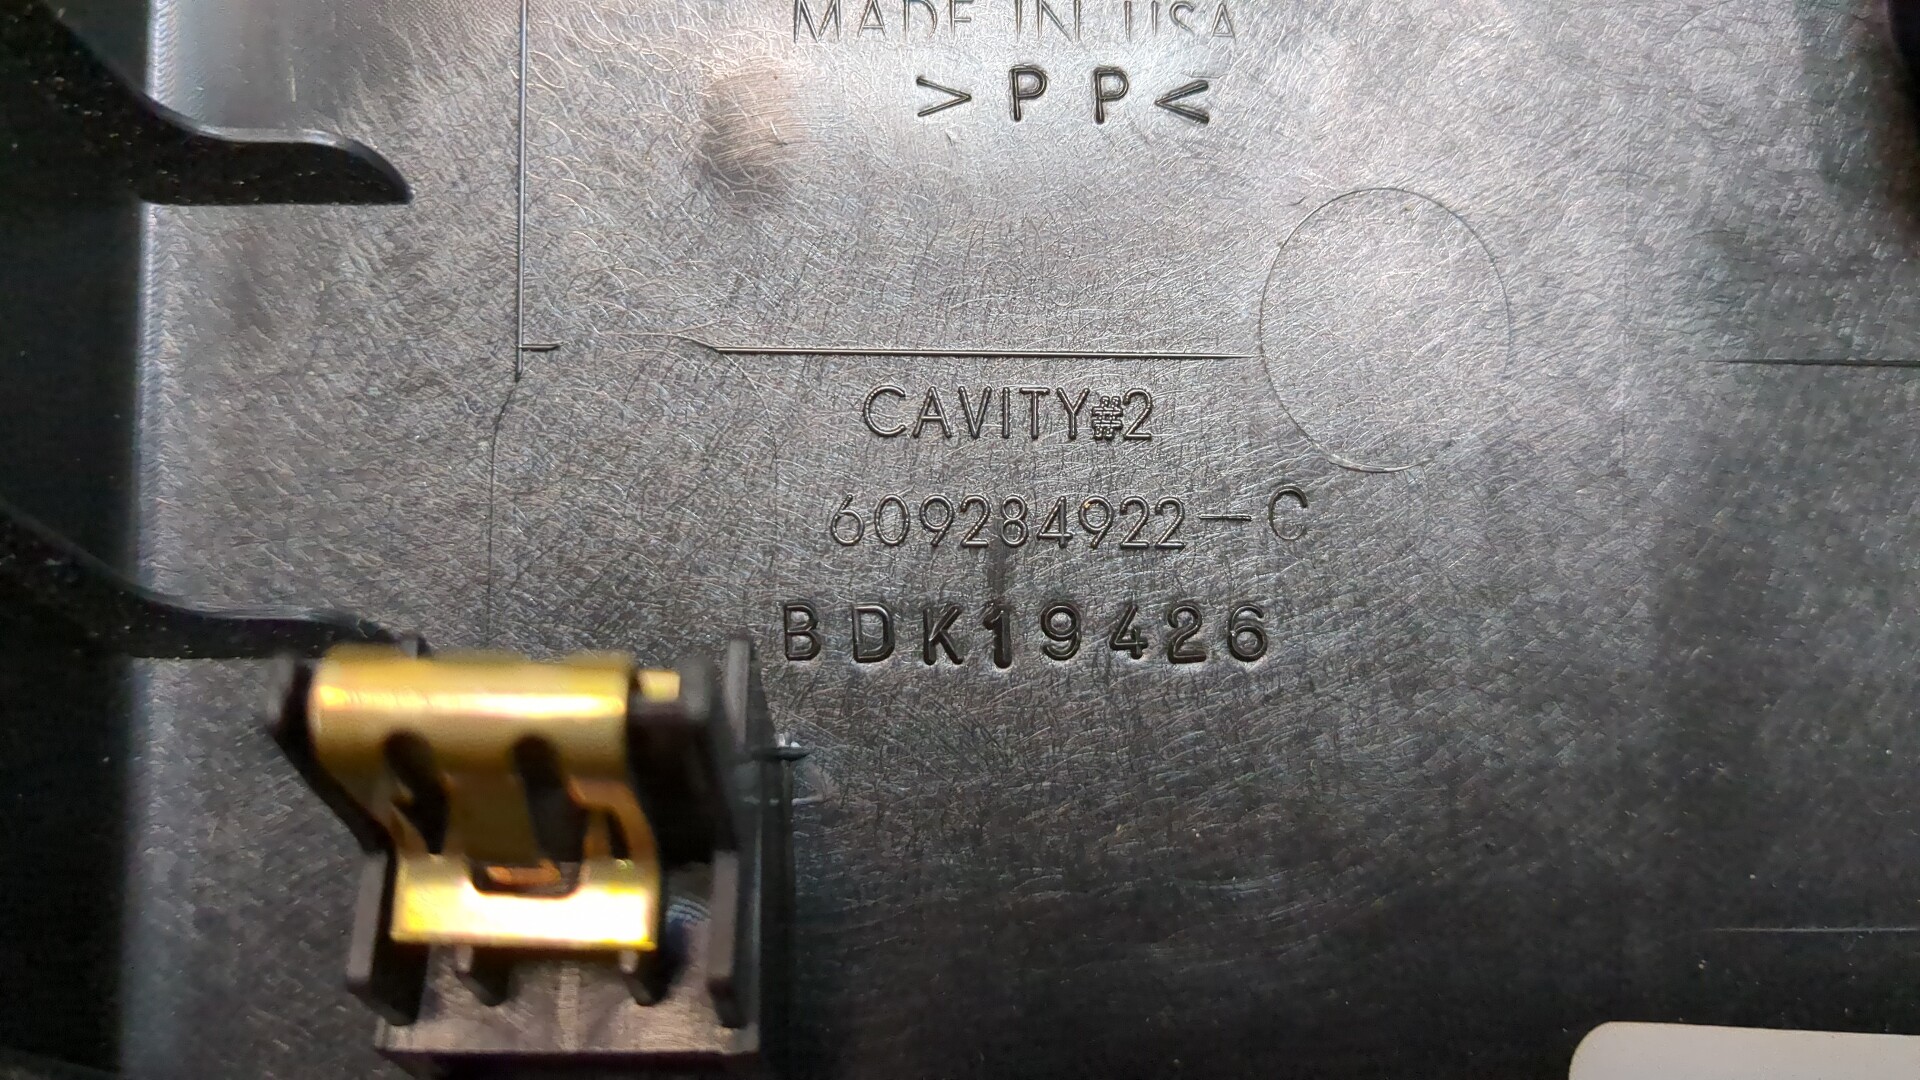 MADE IN USA
>PP<
CAVITY#2
609284922-C
BDK19426